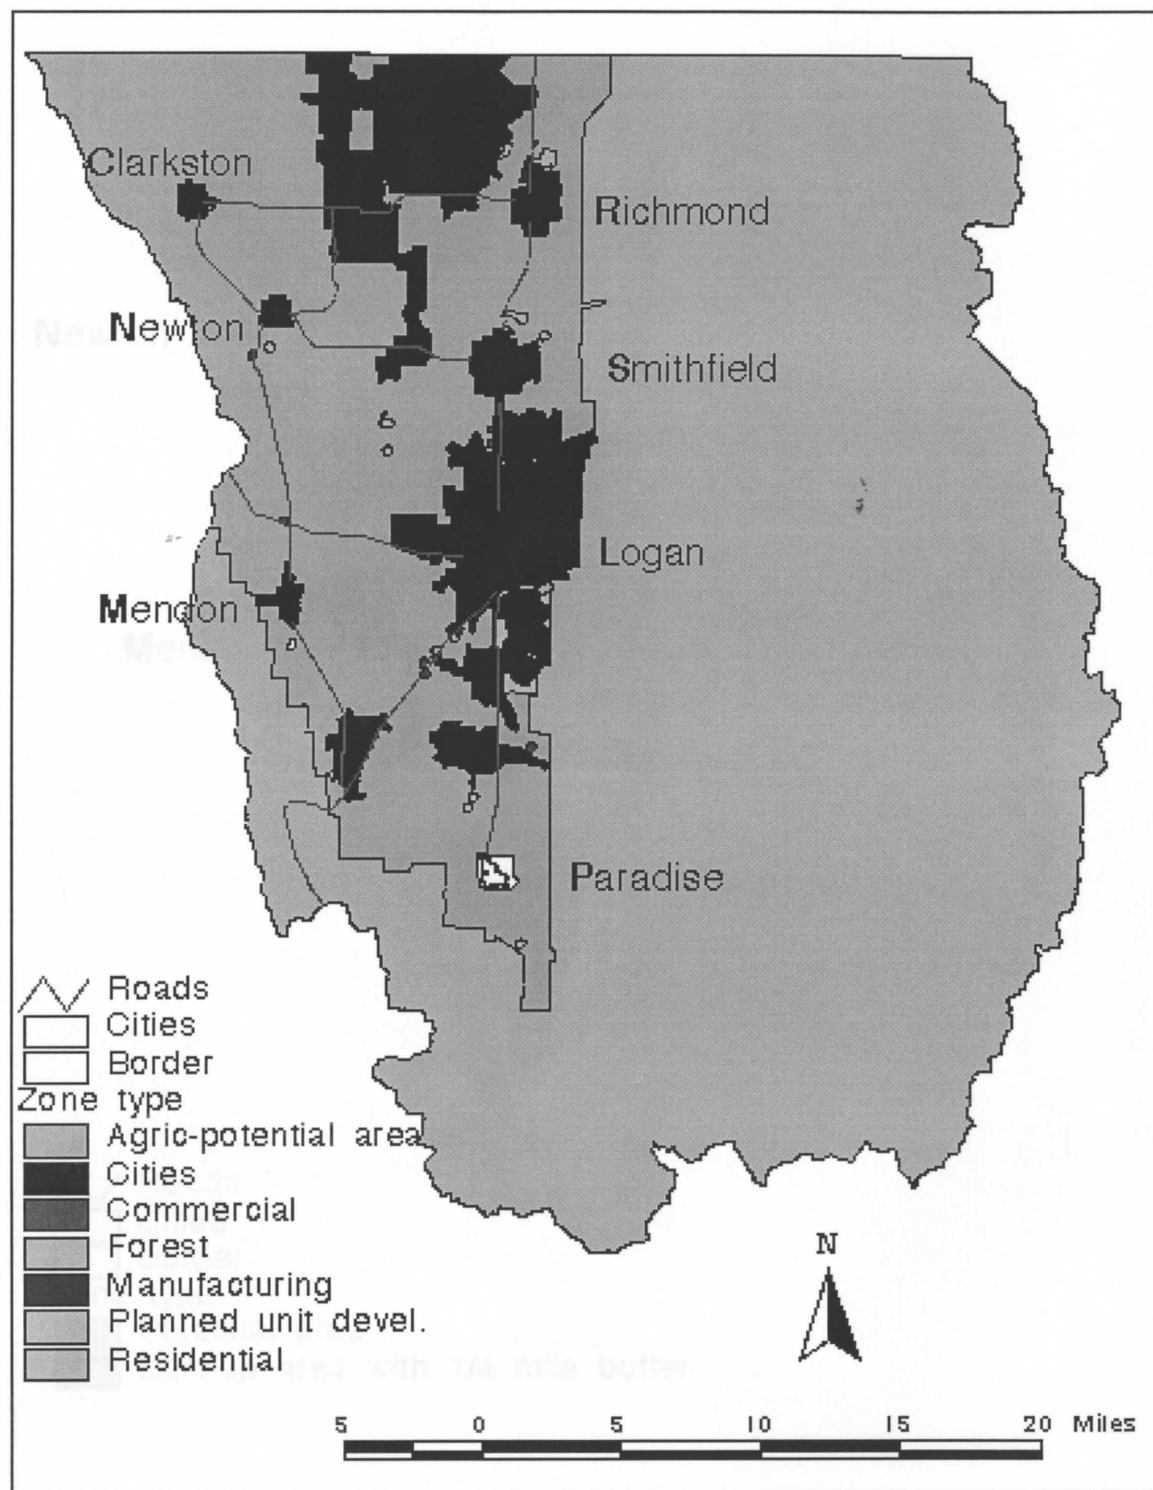 Clarkston
Richmond
Newton
Smithfield
Logan
Mendon
Paradise
Roads
Cities
Border
Zone type
Agric-potential area
Cities
Commercial
Forest
Manufacturing
Planned unit devel.
Residential
N
5 0 5 10 15 20 Miles